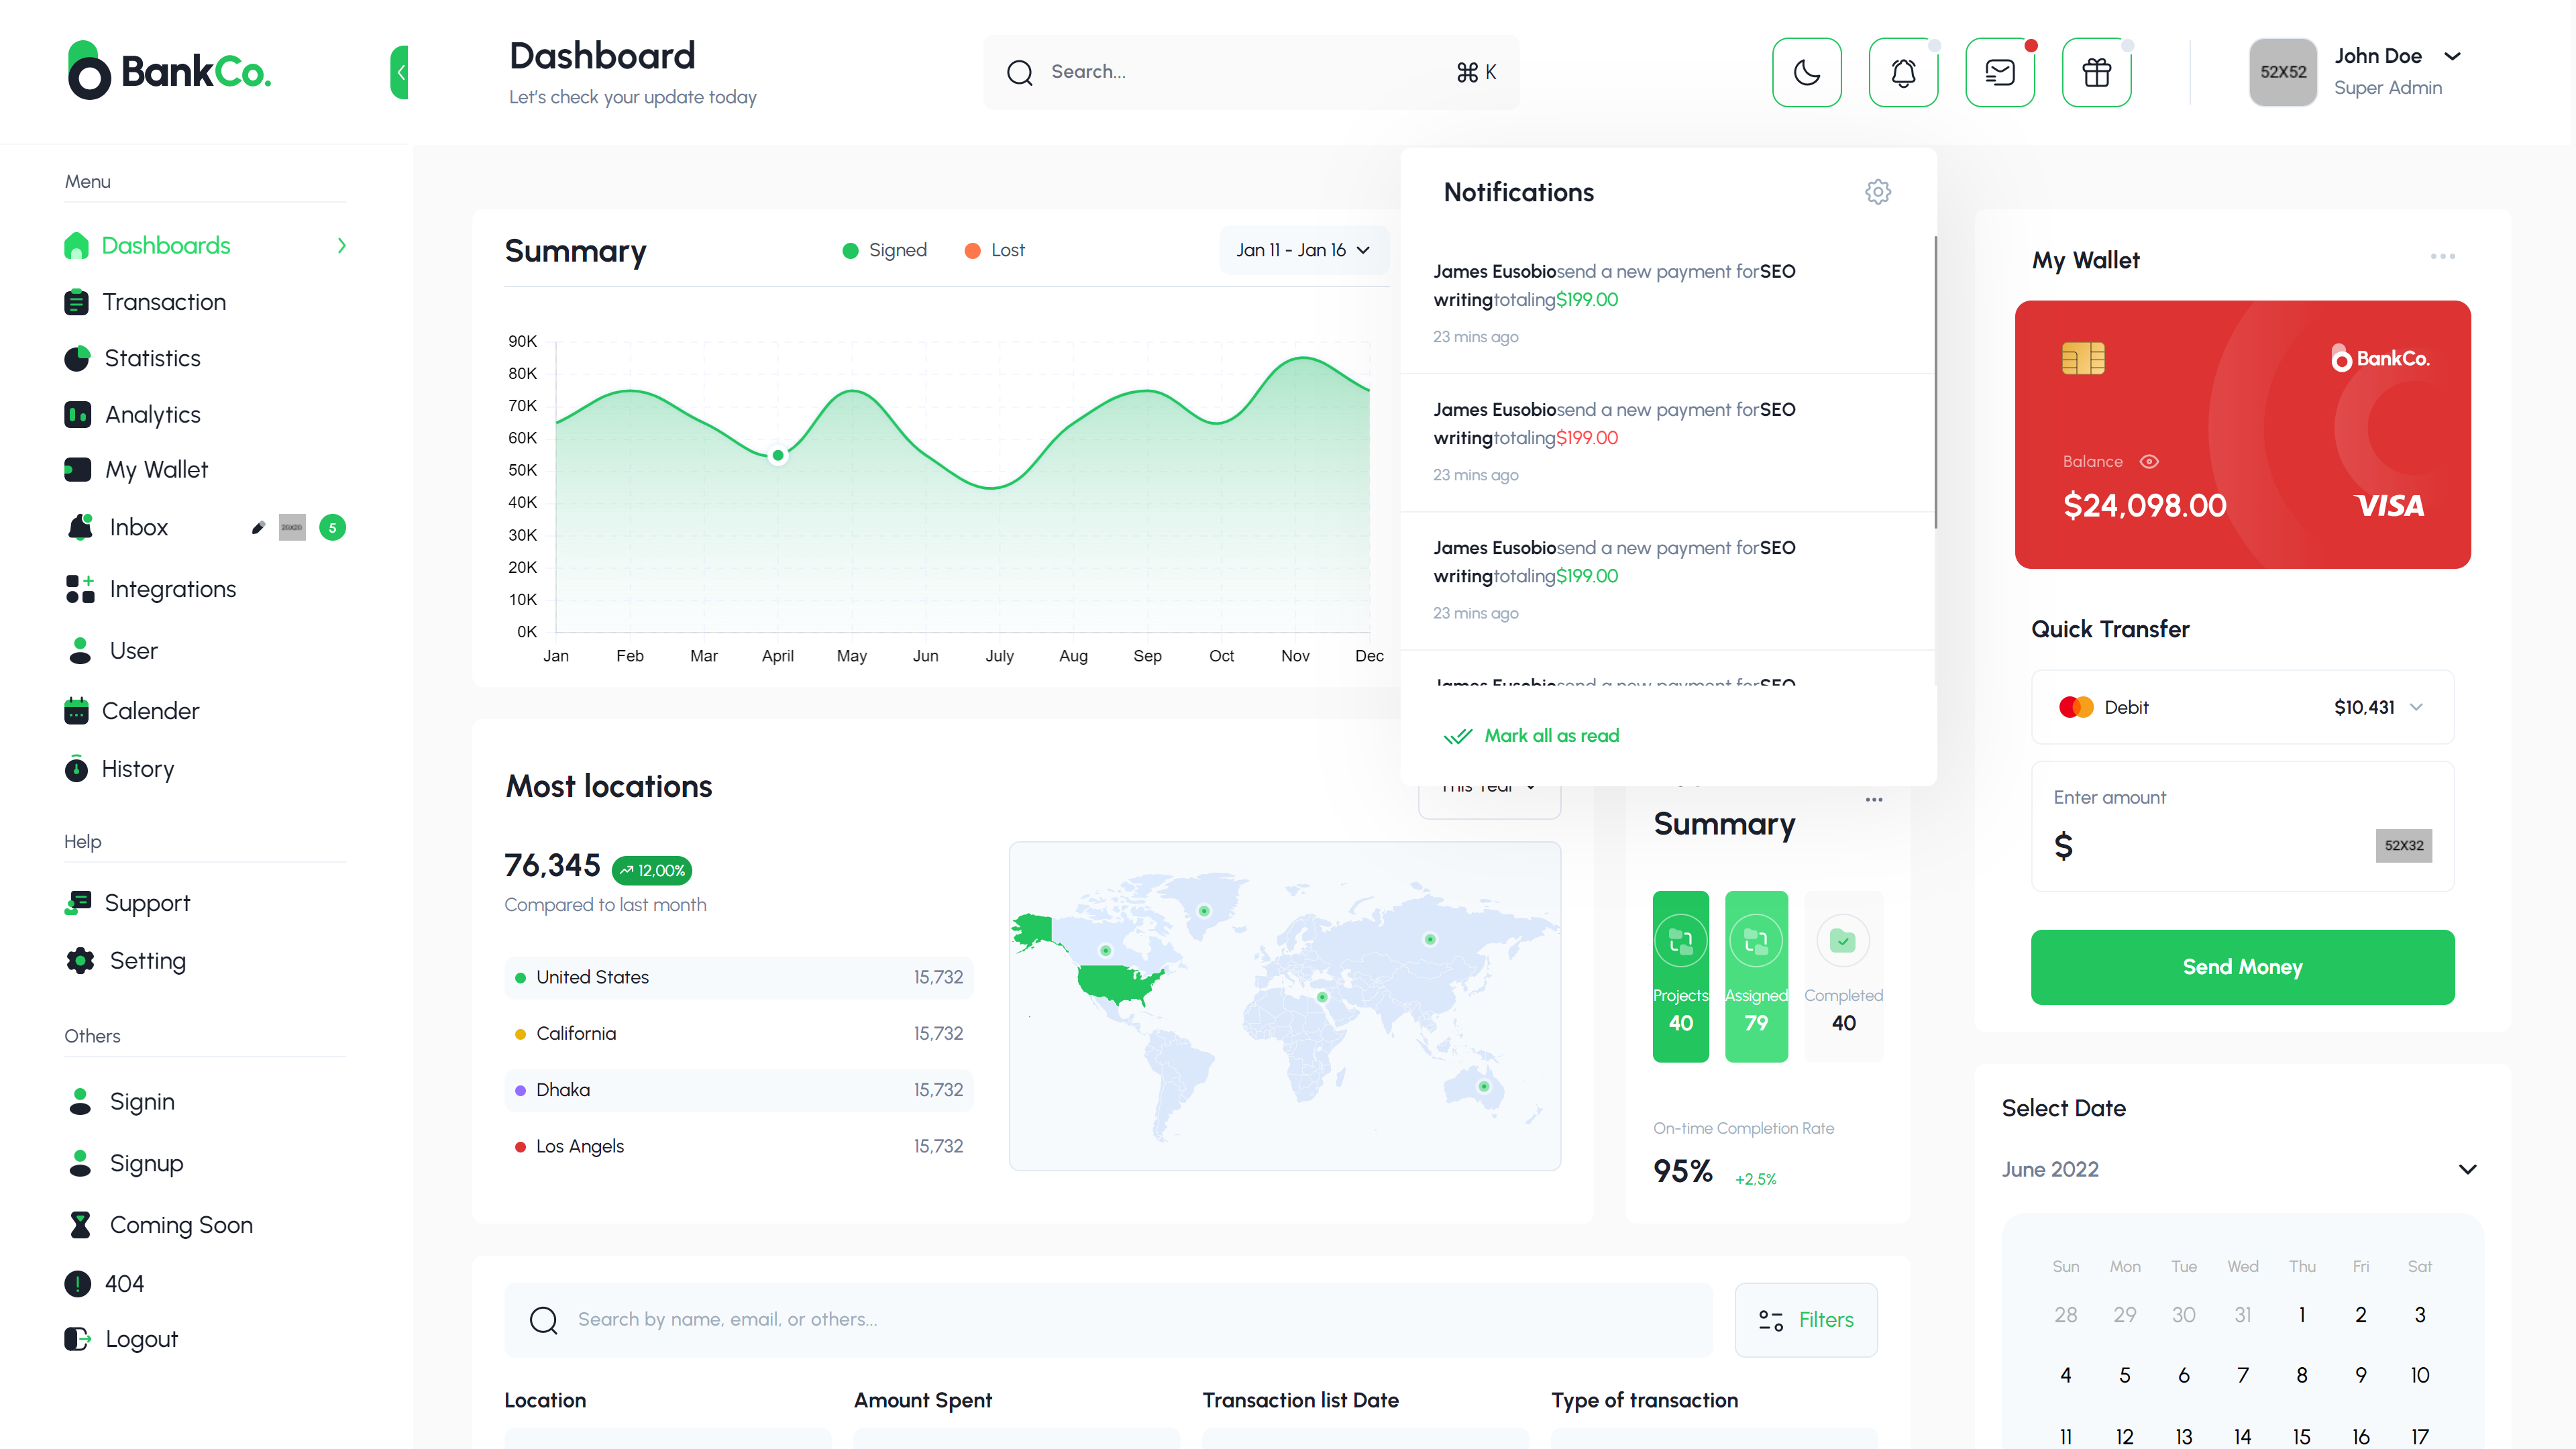 BankCo.
Dashboard
Let's check your update today
Search...
⌘ K
52X52
John Doe
Super Admin
Menu
Dashboards
Transaction
Statistics
Analytics
My Wallet
Inbox
20X20
5
Integrations
User
Calender
History
Help
Support
Setting
Others
Signin
Signup
Coming Soon
404
Logout
Summary
Signed
Lost
Jan 11 - Jan 16
90K
80K
70K
60K
50K
40K
30K
20K
10K
0K
Jan Feb Mar April May Jun July Aug Sep Oct Nov Dec
Notifications
James Eusobiosend a new payment forSEO
writingtotaling$199.00
23 mins ago
James Eusobiosend a new payment forSEO
writingtotaling$199.00
23 mins ago
James Eusobiosend a new payment forSEO
writingtotaling$199.00
23 mins ago
James Eusobiosend a new payment forSEO
Mark all as read
Most locations
This Year
76,345
12,00%
Compared to last month
United States 15,732
California 15,732
Dhaka 15,732
Los Angels 15,732
Summary
Projects
40
Assigned
79
Completed
40
On-time Completion Rate
95%
+2,5%
Search by name, email, or others...
Filters
Location
Amount Spent
Transaction list Date
Type of transaction
My Wallet
BankCo.
Balance
$24,098.00
VISA
Quick Transfer
Debit
$10,431
Enter amount
$
52X32
Send Money
Select Date
June 2022
Sun Mon Tue Wed Thu Fri Sat
28 29 30 31 1 2 3
4 5 6 7 8 9 10
11 12 13 14 15 16 17